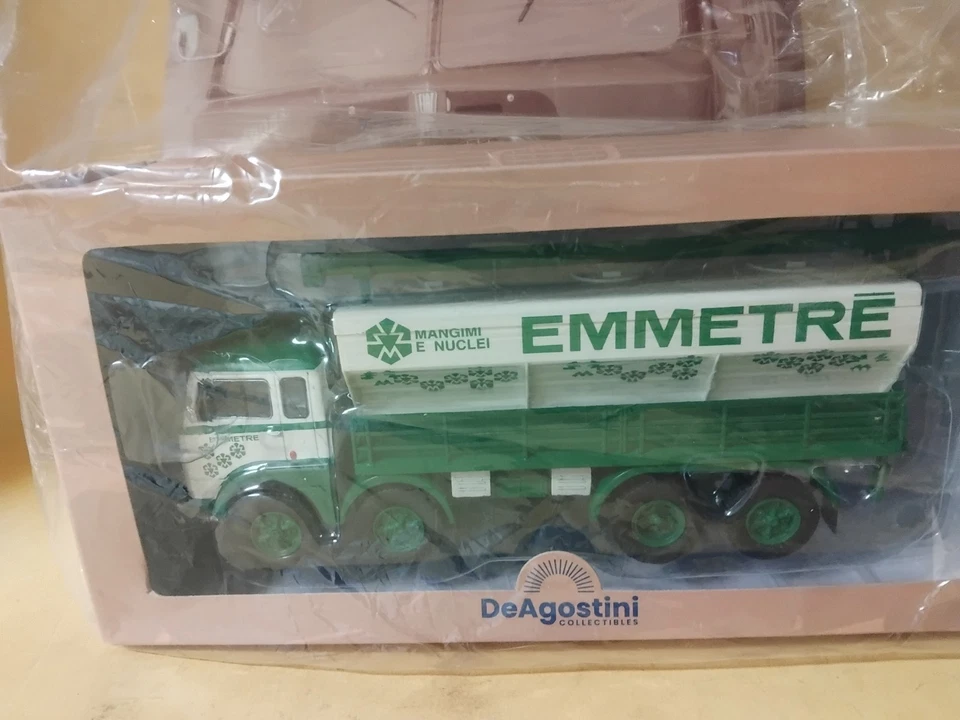 MANGIMI
E NUCLEI
EMMETRĒ
EMMETRE
DeAgostini
COLLECTIBLES